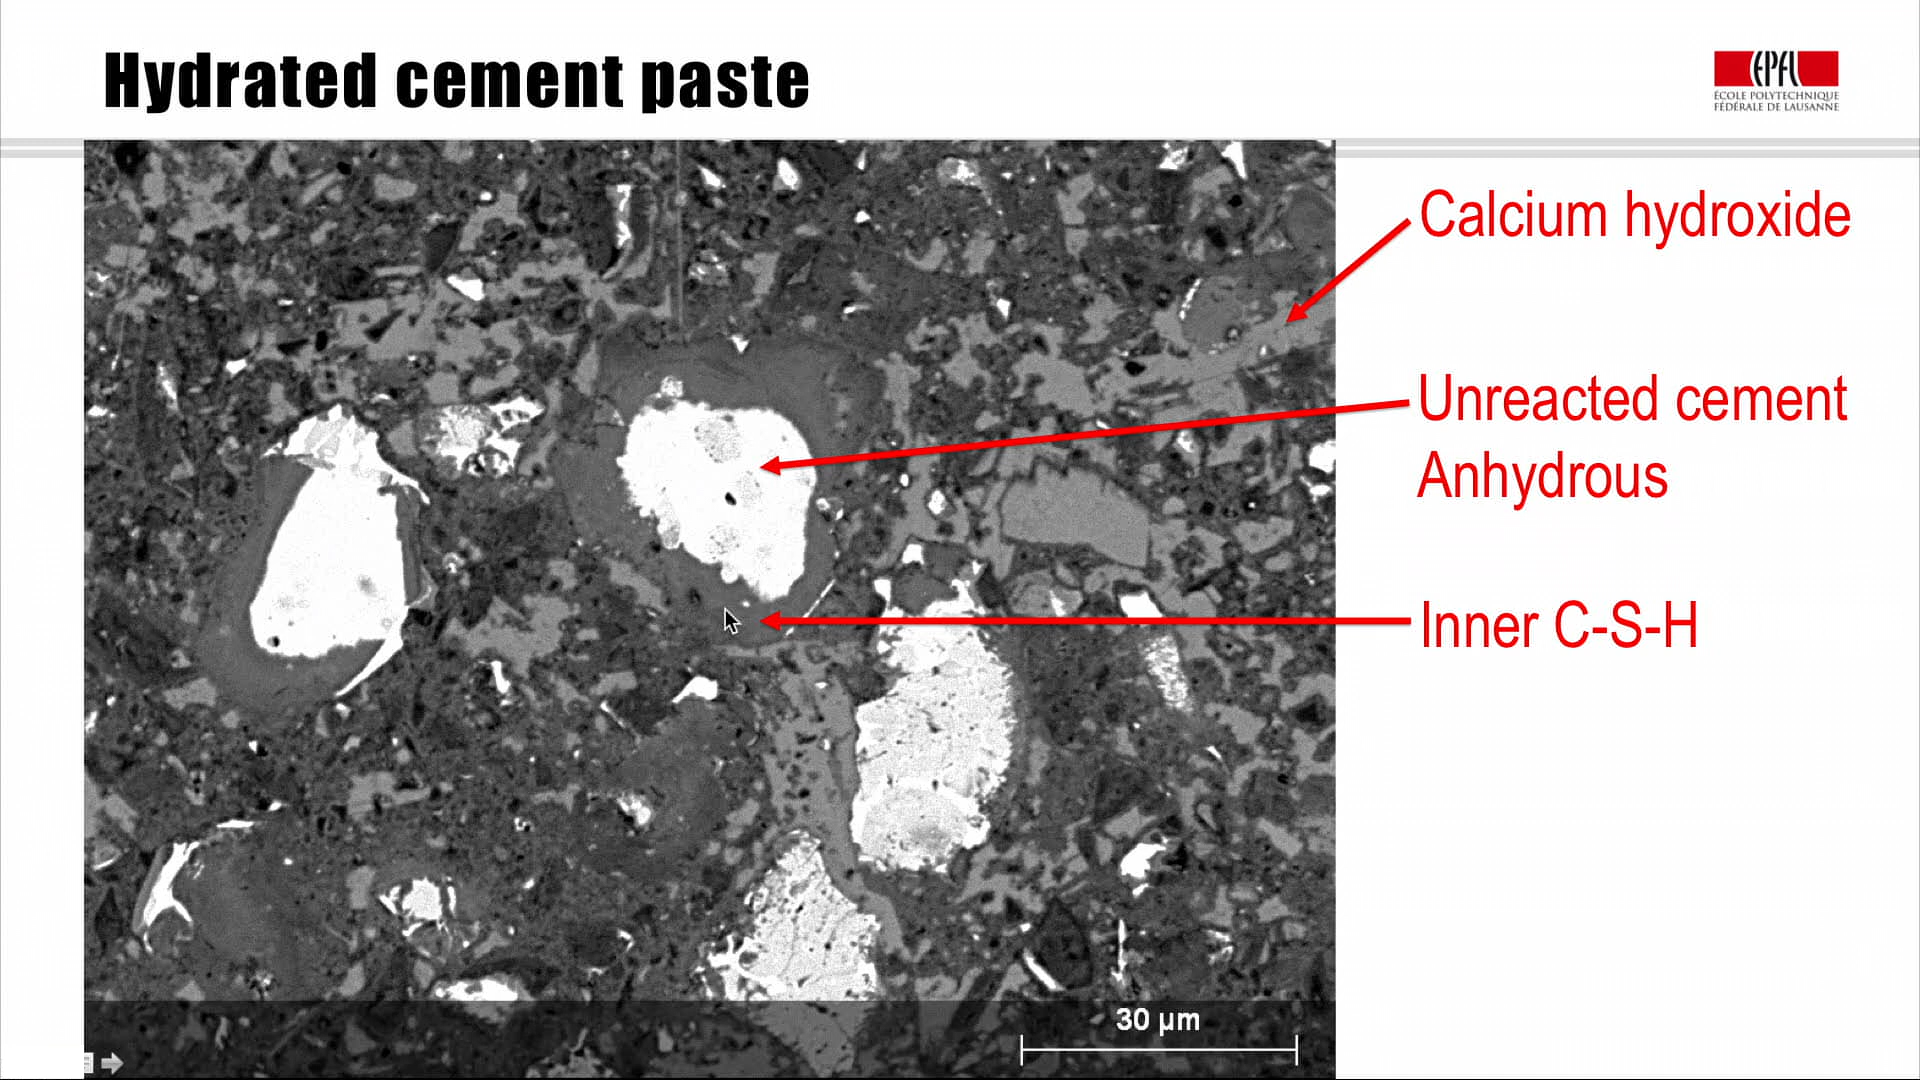 Hydrated cement paste
EPFL
ÉCOLE POLYTECHNIQUE
FÉDÉRALE DE LAUSANNE
Calcium hydroxide
Unreacted cement
Anhydrous
Inner C-S-H
30 µm